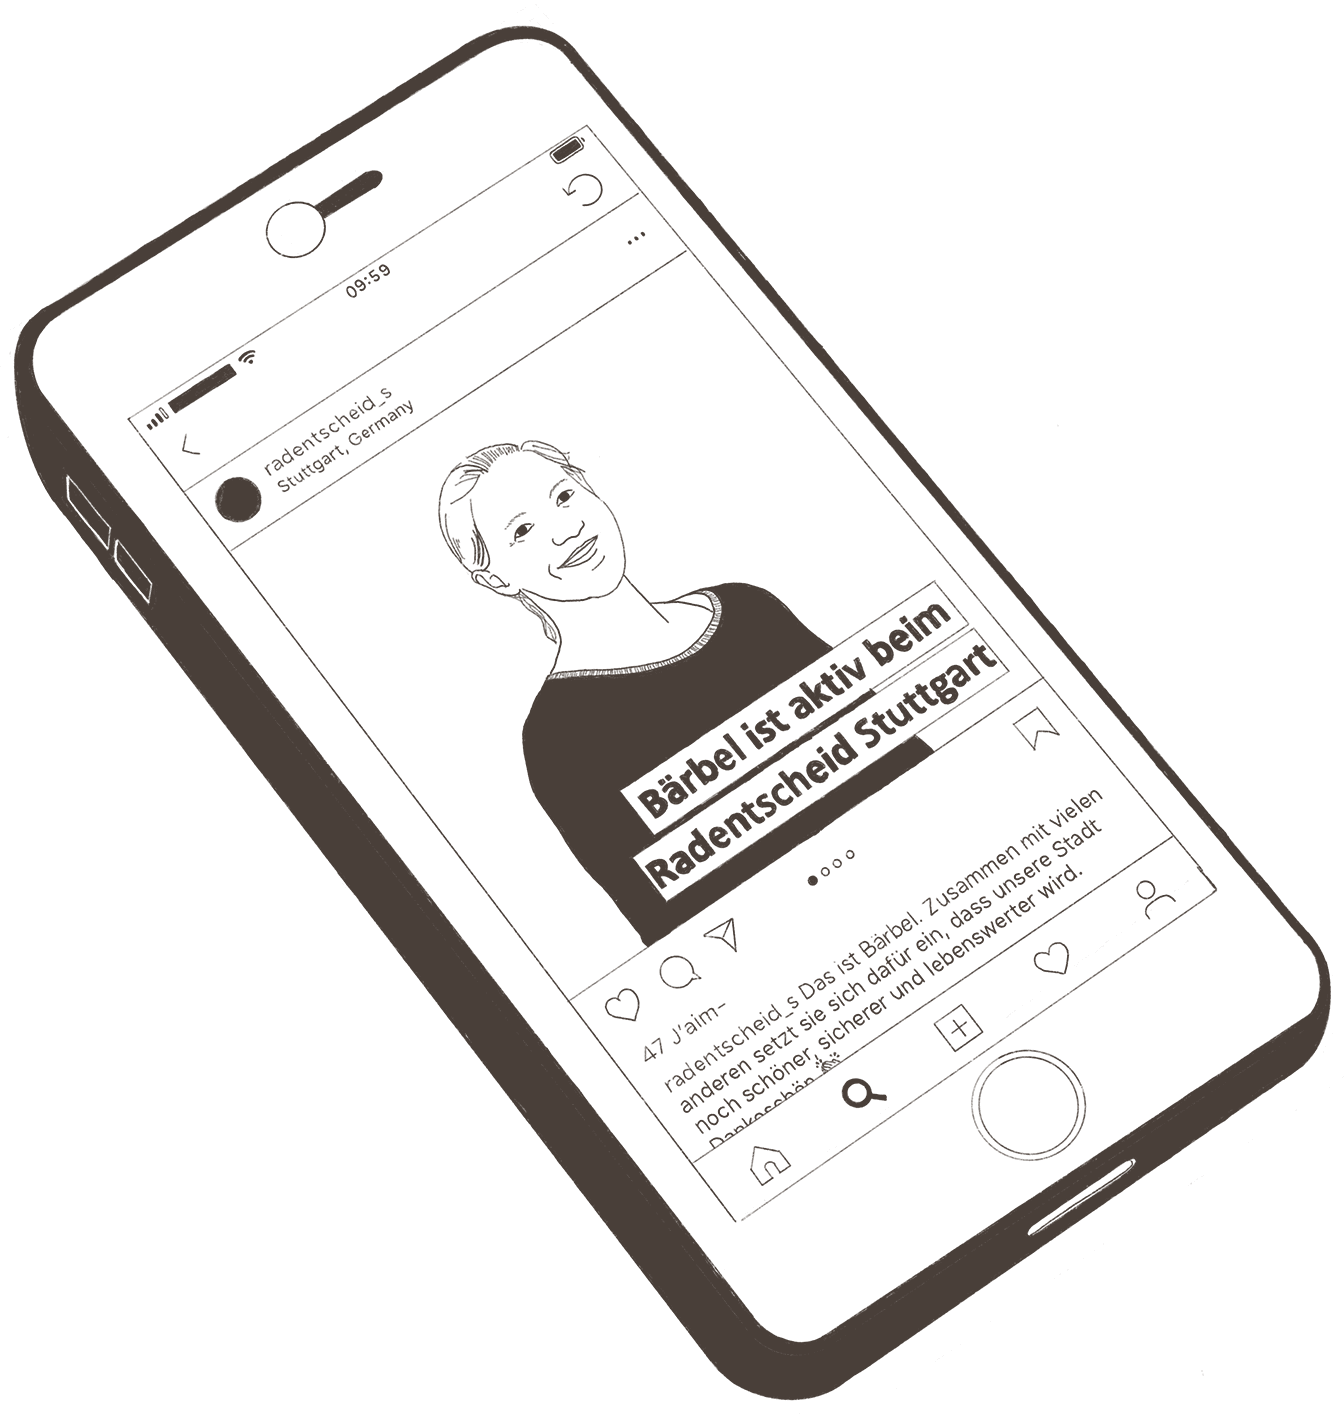 09:59
radentscheid_s
Stuttgart, Germany
Bärbel ist aktiv beim
Radentscheid Stuttgart
47 J'aim-
radentscheid_s Das ist Bärbel. Zusammen mit vielen
anderen setzt sie sich dafür ein, dass unsere Stadt
noch schöner, sicherer und lebenswerter wird.
Dankeschön